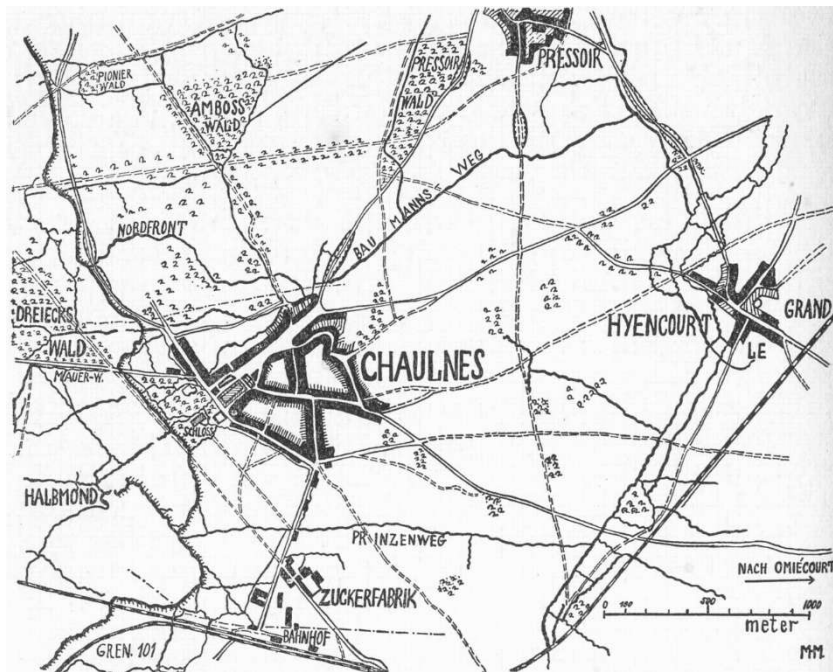 PRESSOIR
PIONIER
WALD
AMBOSS
WALD
PRESSOIR
WALD
BAUMANNS WEG
NORDFRONT
DREIECKS
WALD
MAUER-W.
HYENCOURT
LE
GRAND
CHAULNES
SCHLOSS
HALBMOND
PRINZENWEG
NACH OMIÉCOURT
ZUCKERFABRIK
BAHNHOF
GREN. 101
0 100 500 1000
meter
M·M.